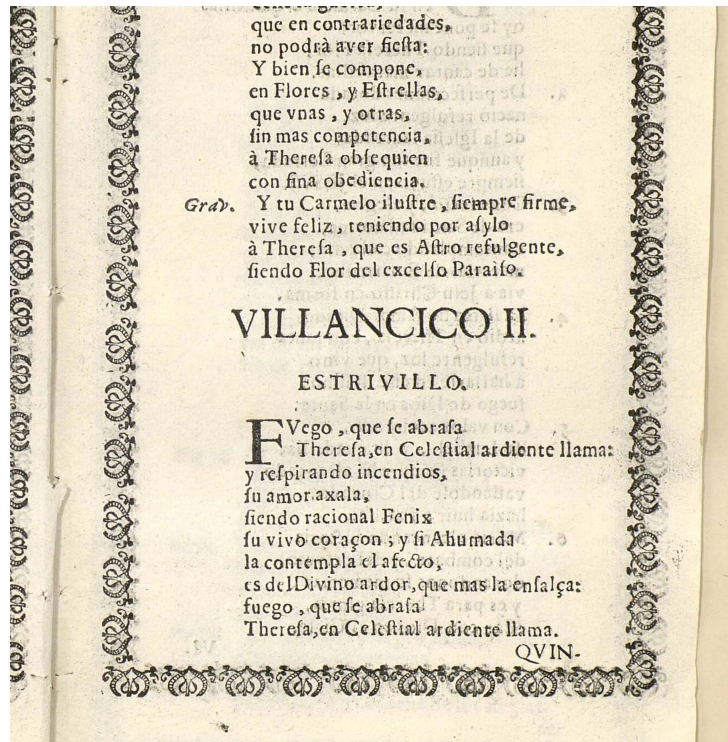 que en contrariedades,
no podrà aver fiesta:
Y bien ſe compone,
en Flores, y Eſtrellas,
que vnas, y otras,
ſin mas competencia,
à Thereſa obſequien
con fina obediencia.
Grav. Y tu Carmelo iluſtre, ſiempre firme,
vive feliz, teniendo por aſylo
à Thereſa, que es Aſtro refulgente,
ſiendo Flor del excelſo Paraiſo.
VILLANCICO II.
ESTRIVILLO.
FVego, que ſe abraſa
Thereſa, en Celeſtial ardiente llama:
y reſpirando incendios,
ſu amor axala,
ſiendo racional Fenix
ſu vivo coraçon; y ſi Ahumada
la contempla el afecto,
es del Divino ardor, que mas la enſalça:
fuego, que ſe abraſa
Thereſa, en Celeſtial ardiente llama.
QVIN-